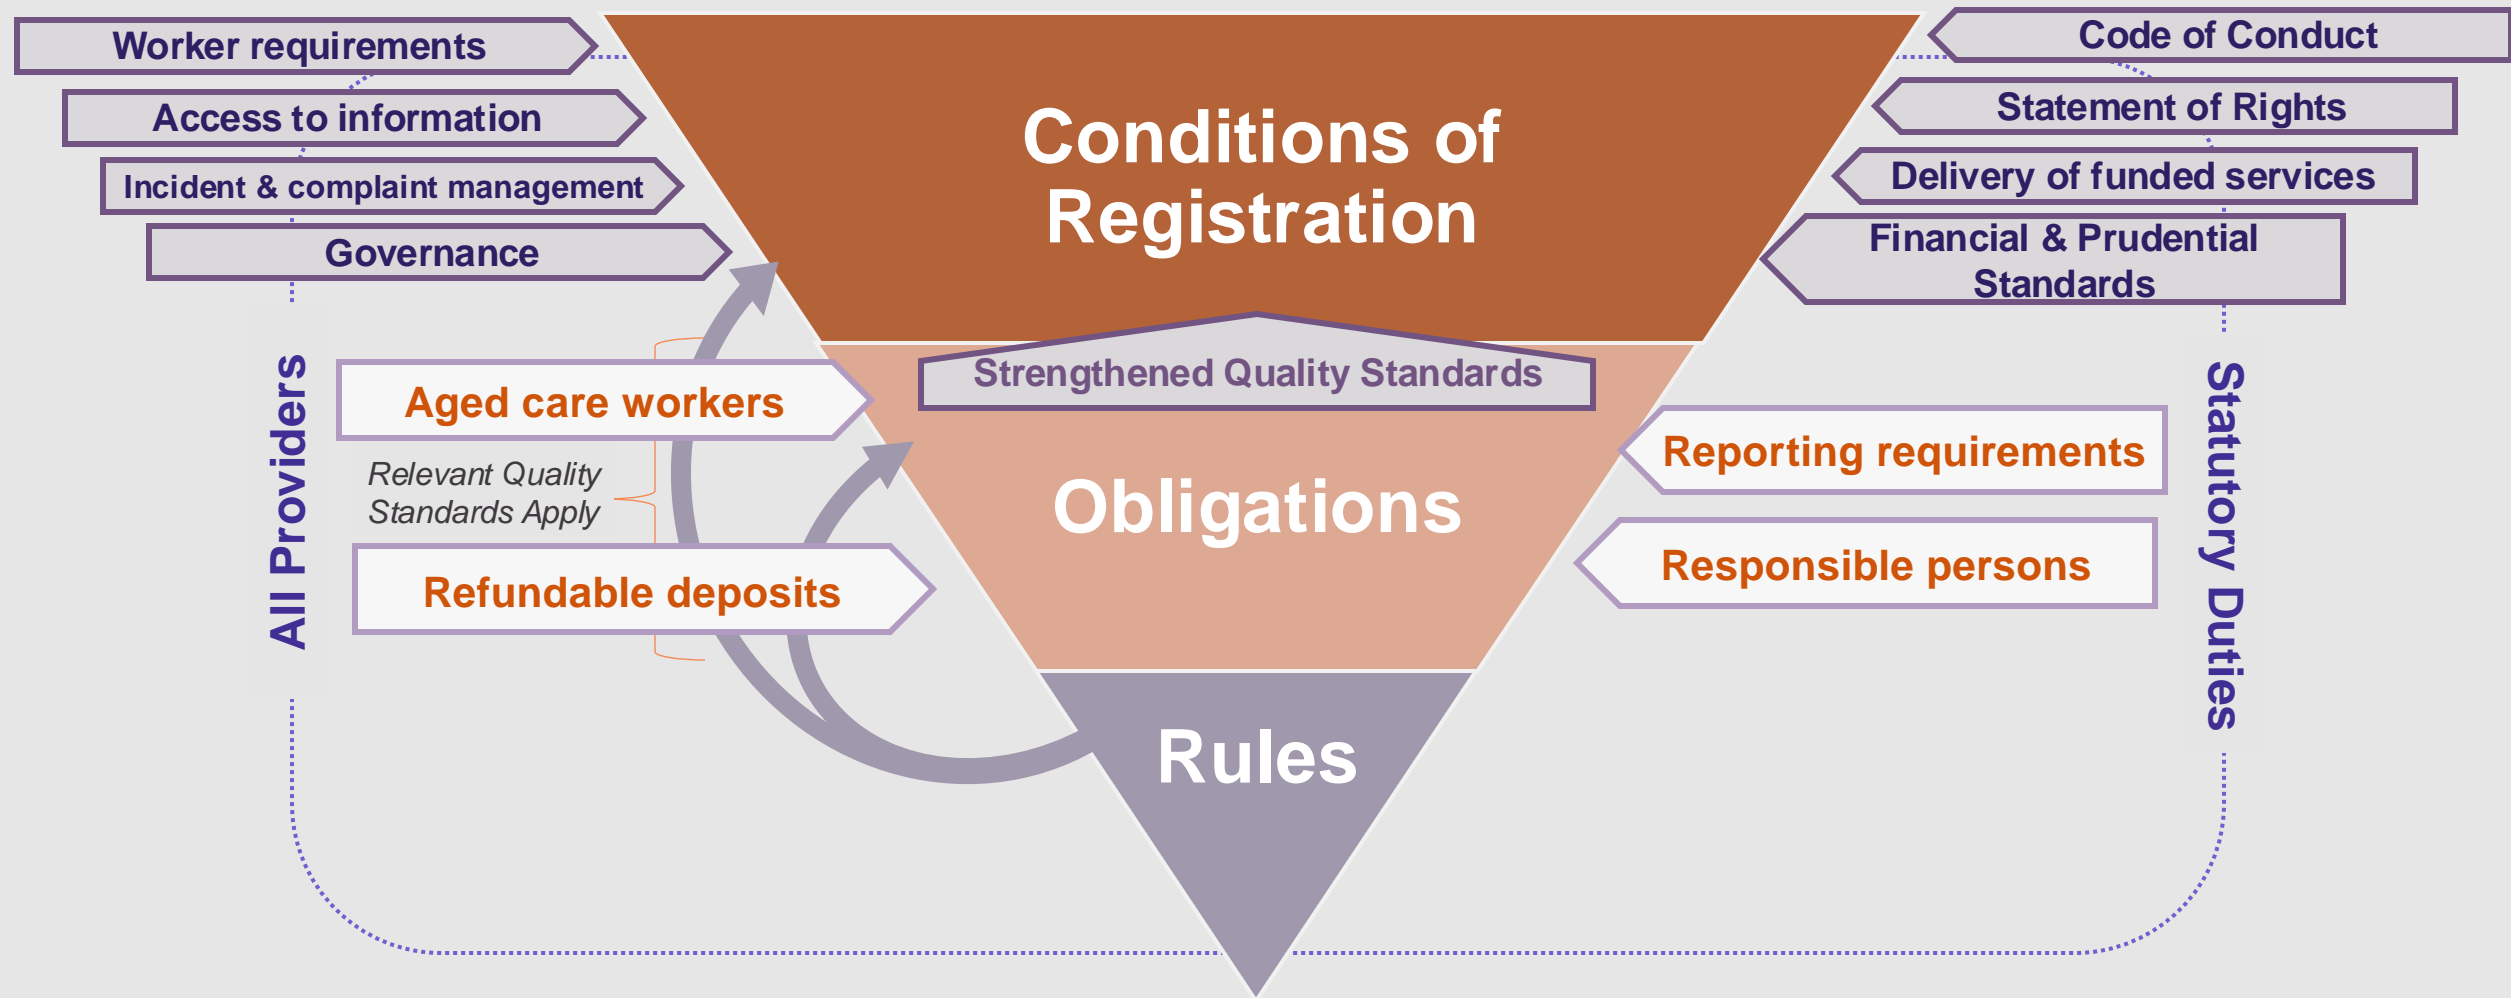 Worker requirements
Access to information
Incident & complaint management
Governance
Code of Conduct
Statement of Rights
Delivery of funded services
Financial & Prudential
Standards
Conditions of
Registration
Strengthened Quality Standards
All Providers
Aged care workers
Relevant Quality
Standards Apply
Refundable deposits
Obligations
Reporting requirements
Responsible persons
Statutory Duties
Rules